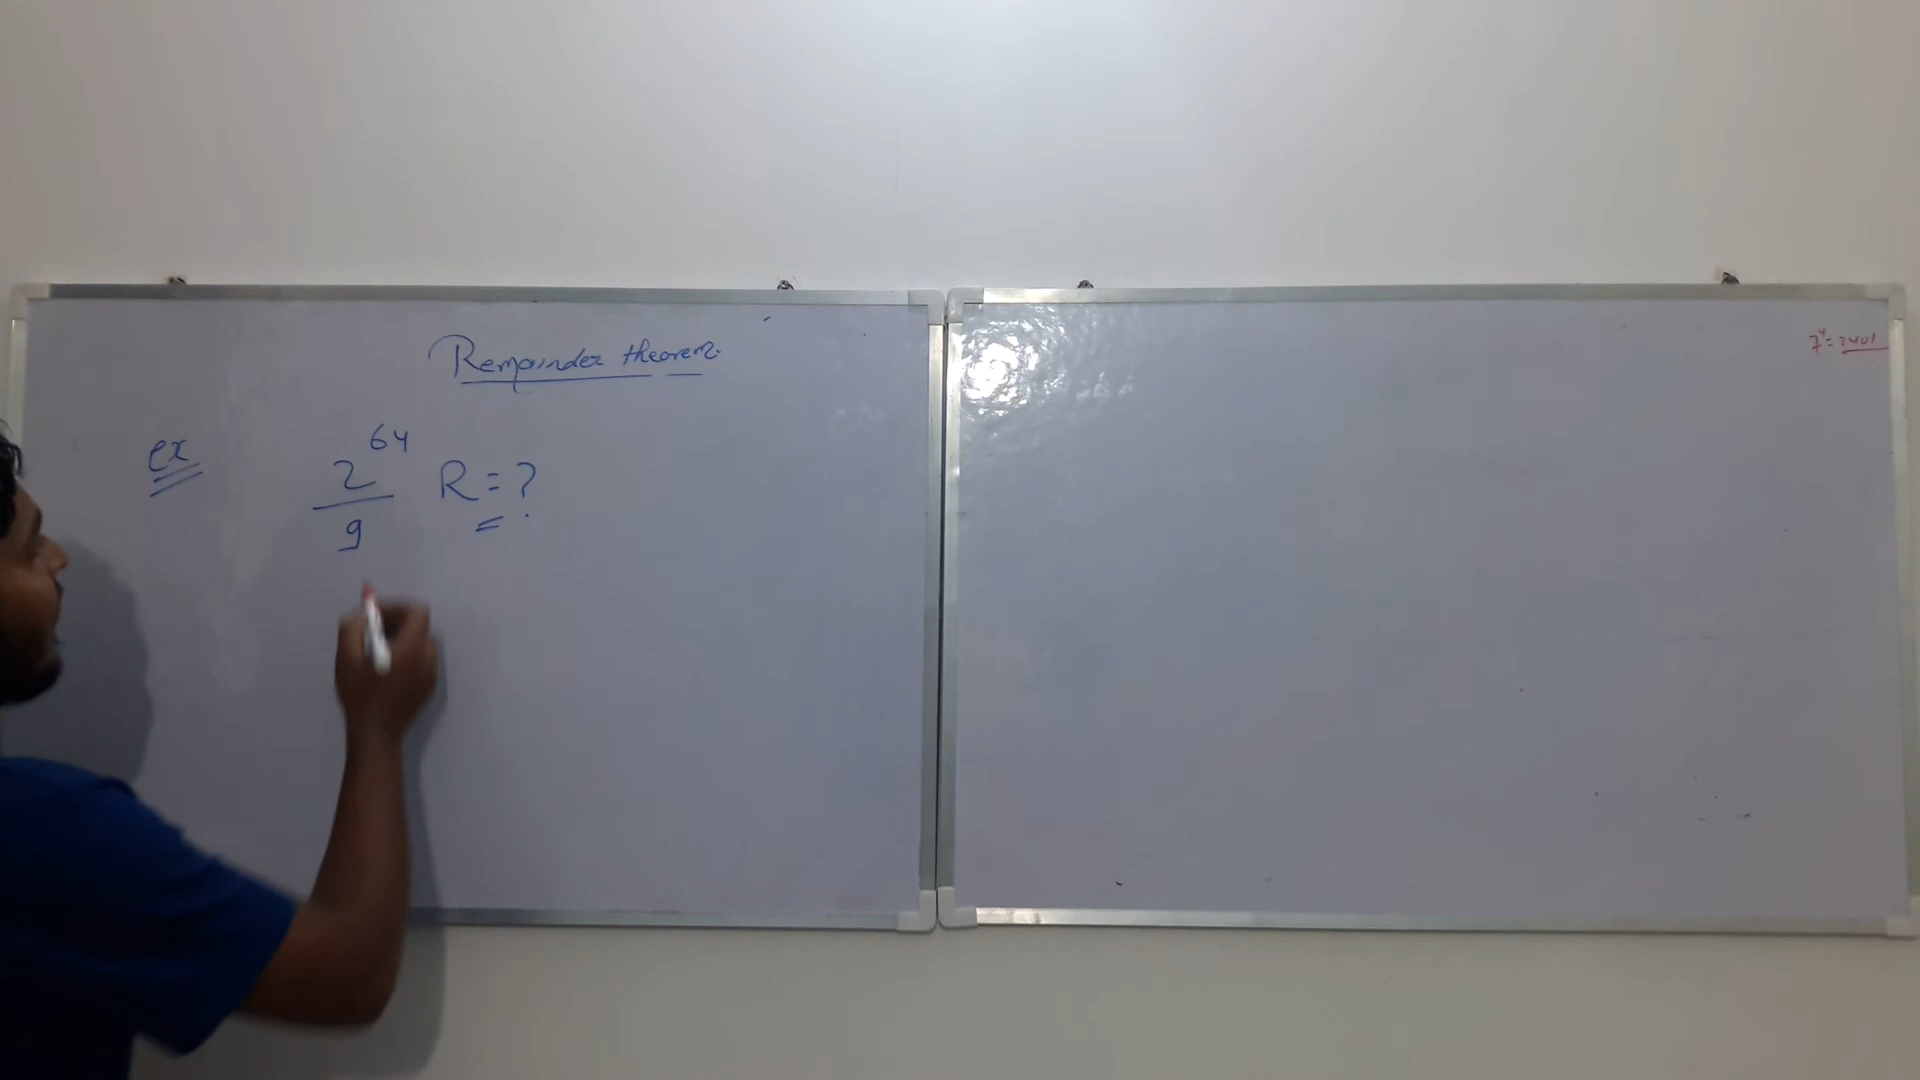 Remainder theorem.
ex
2^64 / 9 R = ?
7^4 = 2401